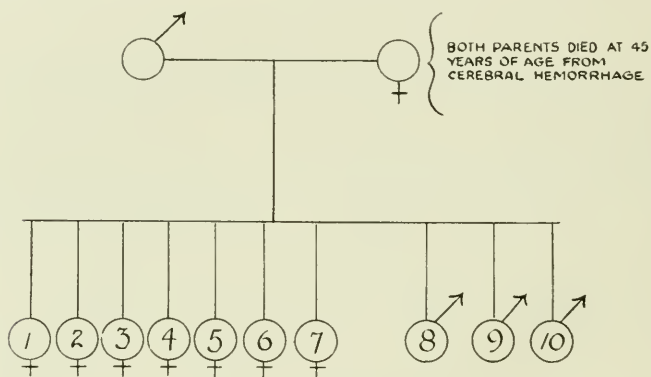 BOTH PARENTS DIED AT 45
YEARS OF AGE FROM
CEREBRAL HEMORRHAGE
1 2 3 4 5 6 7 8 9 10